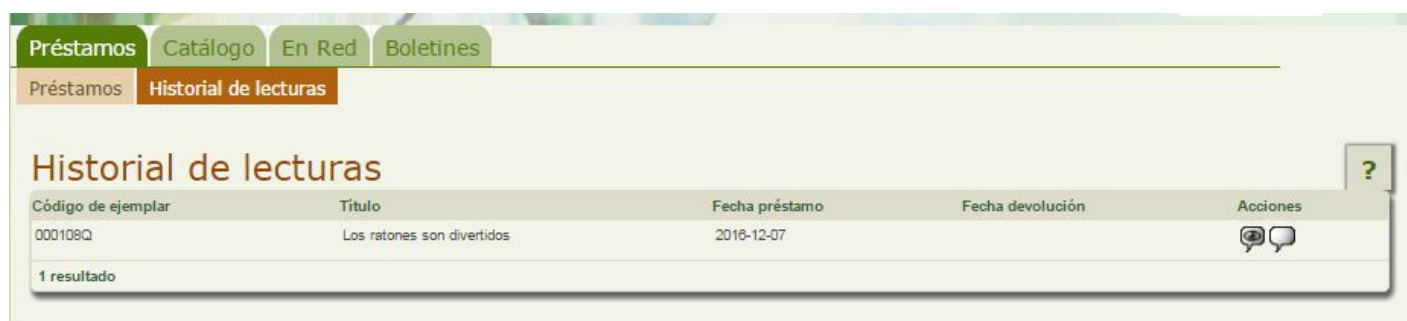 Préstamos Catálogo En Red Boletines
Préstamos Historial de lecturas
Historial de lecturas
?
Código de ejemplar Título Fecha préstamo Fecha devolución Acciones
000108Q Los ratones son divertidos 2016-12-07
1 resultado